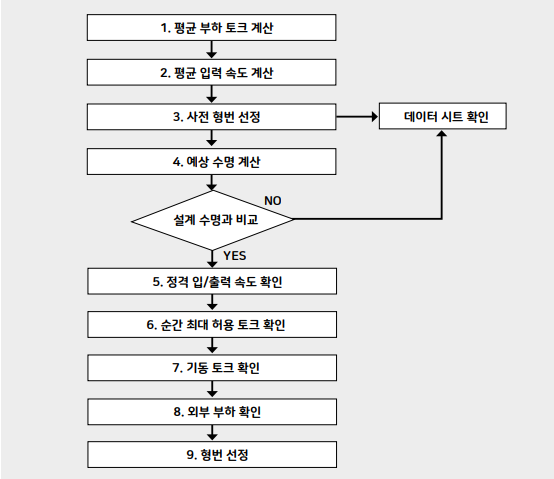 1. 평균 부하 토크 계산
2. 평균 입력 속도 계산
3. 사전 형번 선정
데이터 시트 확인
4. 예상 수명 계산
NO
설계 수명과 비교
YES
5. 정격 입/출력 속도 확인
6. 순간 최대 허용 토크 확인
7. 기동 토크 확인
8. 외부 부하 확인
9. 형번 선정